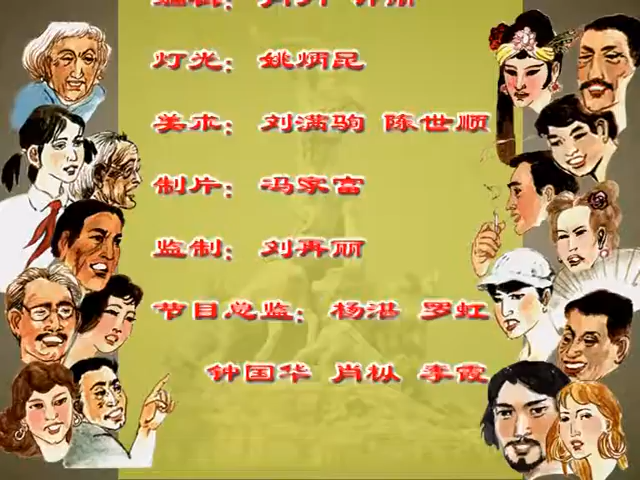 灯光：姚炳昆
美术：刘满驹 陈世顺
制片：冯家富
监制：刘再丽
节目总监：杨湛 罗虹
钟国华 肖枞 李霞